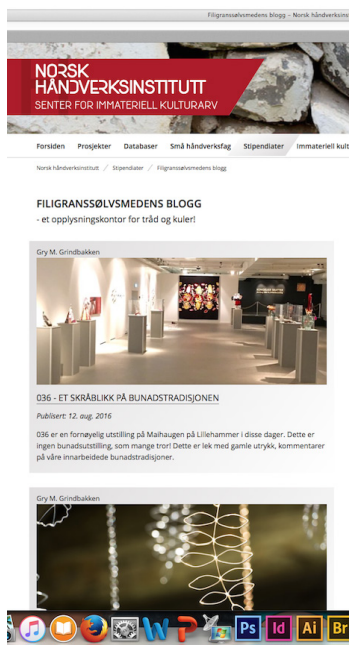 Filigranssølvsmedens blogg – Norsk håndverksins
NORSK
HÅNDVERKSINSTITUTT
SENTER FOR IMMATERIELL KULTURARV
Forsiden Prosjekter Databaser Små håndverksfag Stipendiater Immateriell kult
Norsk håndverksinstitutt / Stipendiater / Filigranssølvsmedens blogg
FILIGRANSSØLVSMEDENS BLOGG
- et opplysningskontor for tråd og kuler!
Gry M. Grindbakken
036 - ET SKRÅBLIKK PÅ BUNADSTRADISJONEN
Publisert: 12. aug. 2016
036 er en fornøyelig utstilling på Maihaugen på Lillehammer i disse dager. Dette er
ingen bunadsutstilling, som mange tror! Dette er lek med gamle utrykk, kommentarer
på våre innarbeidede bunadstradisjoner.
Gry M. Grindbakken
Ps Id Ai Br